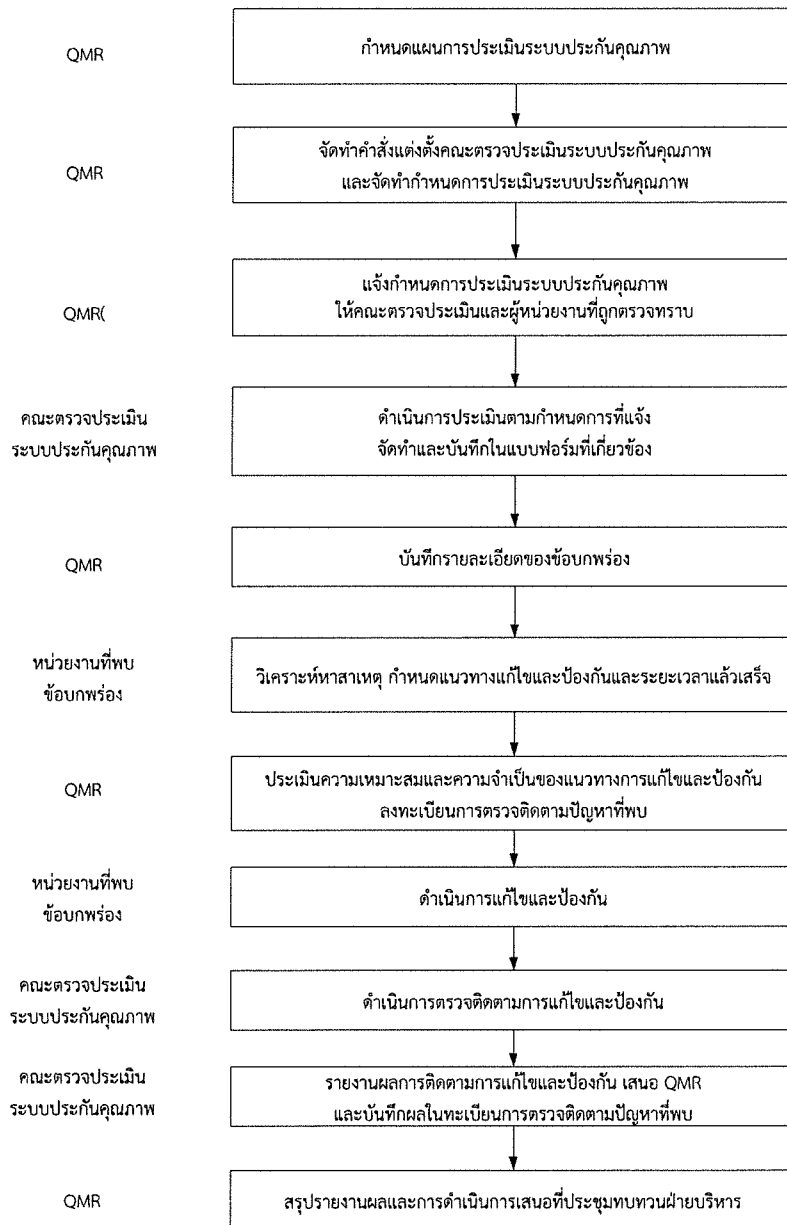 QMR
กำหนดแผนการประเมินระบบประกันคุณภาพ
QMR
จัดทำคำสั่งแต่งตั้งคณะตรวจประเมินระบบประกันคุณภาพ
และจัดทำกำหนดการประเมินระบบประกันคุณภาพ
QMR(
แจ้งกำหนดการประเมินระบบประกันคุณภาพ
ให้คณะตรวจประเมินและผู้หน่วยงานที่ถูกตรวจทราบ
คณะตรวจประเมิน
ระบบประกันคุณภาพ
ดำเนินการประเมินตามกำหนดการที่แจ้ง
จัดทำและบันทึกในแบบฟอร์มที่เกี่ยวข้อง
QMR
บันทึกรายละเอียดของข้อบกพร่อง
หน่วยงานที่พบ
ข้อบกพร่อง
วิเคราะห์หาสาเหตุ กำหนดแนวทางแก้ไขและป้องกันและระยะเวลาแล้วเสร็จ
QMR
ประเมินความเหมาะสมและความจำเป็นของแนวทางการแก้ไขและป้องกัน
ลงทะเบียนการตรวจติดตามปัญหาที่พบ
หน่วยงานที่พบ
ข้อบกพร่อง
ดำเนินการแก้ไขและป้องกัน
คณะตรวจประเมิน
ระบบประกันคุณภาพ
ดำเนินการตรวจติดตามการแก้ไขและป้องกัน
คณะตรวจประเมิน
ระบบประกันคุณภาพ
รายงานผลการติดตามการแก้ไขและป้องกัน เสนอ QMR
และบันทึกผลในทะเบียนการตรวจติดตามปัญหาที่พบ
QMR
สรุปรายงานผลและการดำเนินการเสนอที่ประชุมทบทวนฝ่ายบริหาร